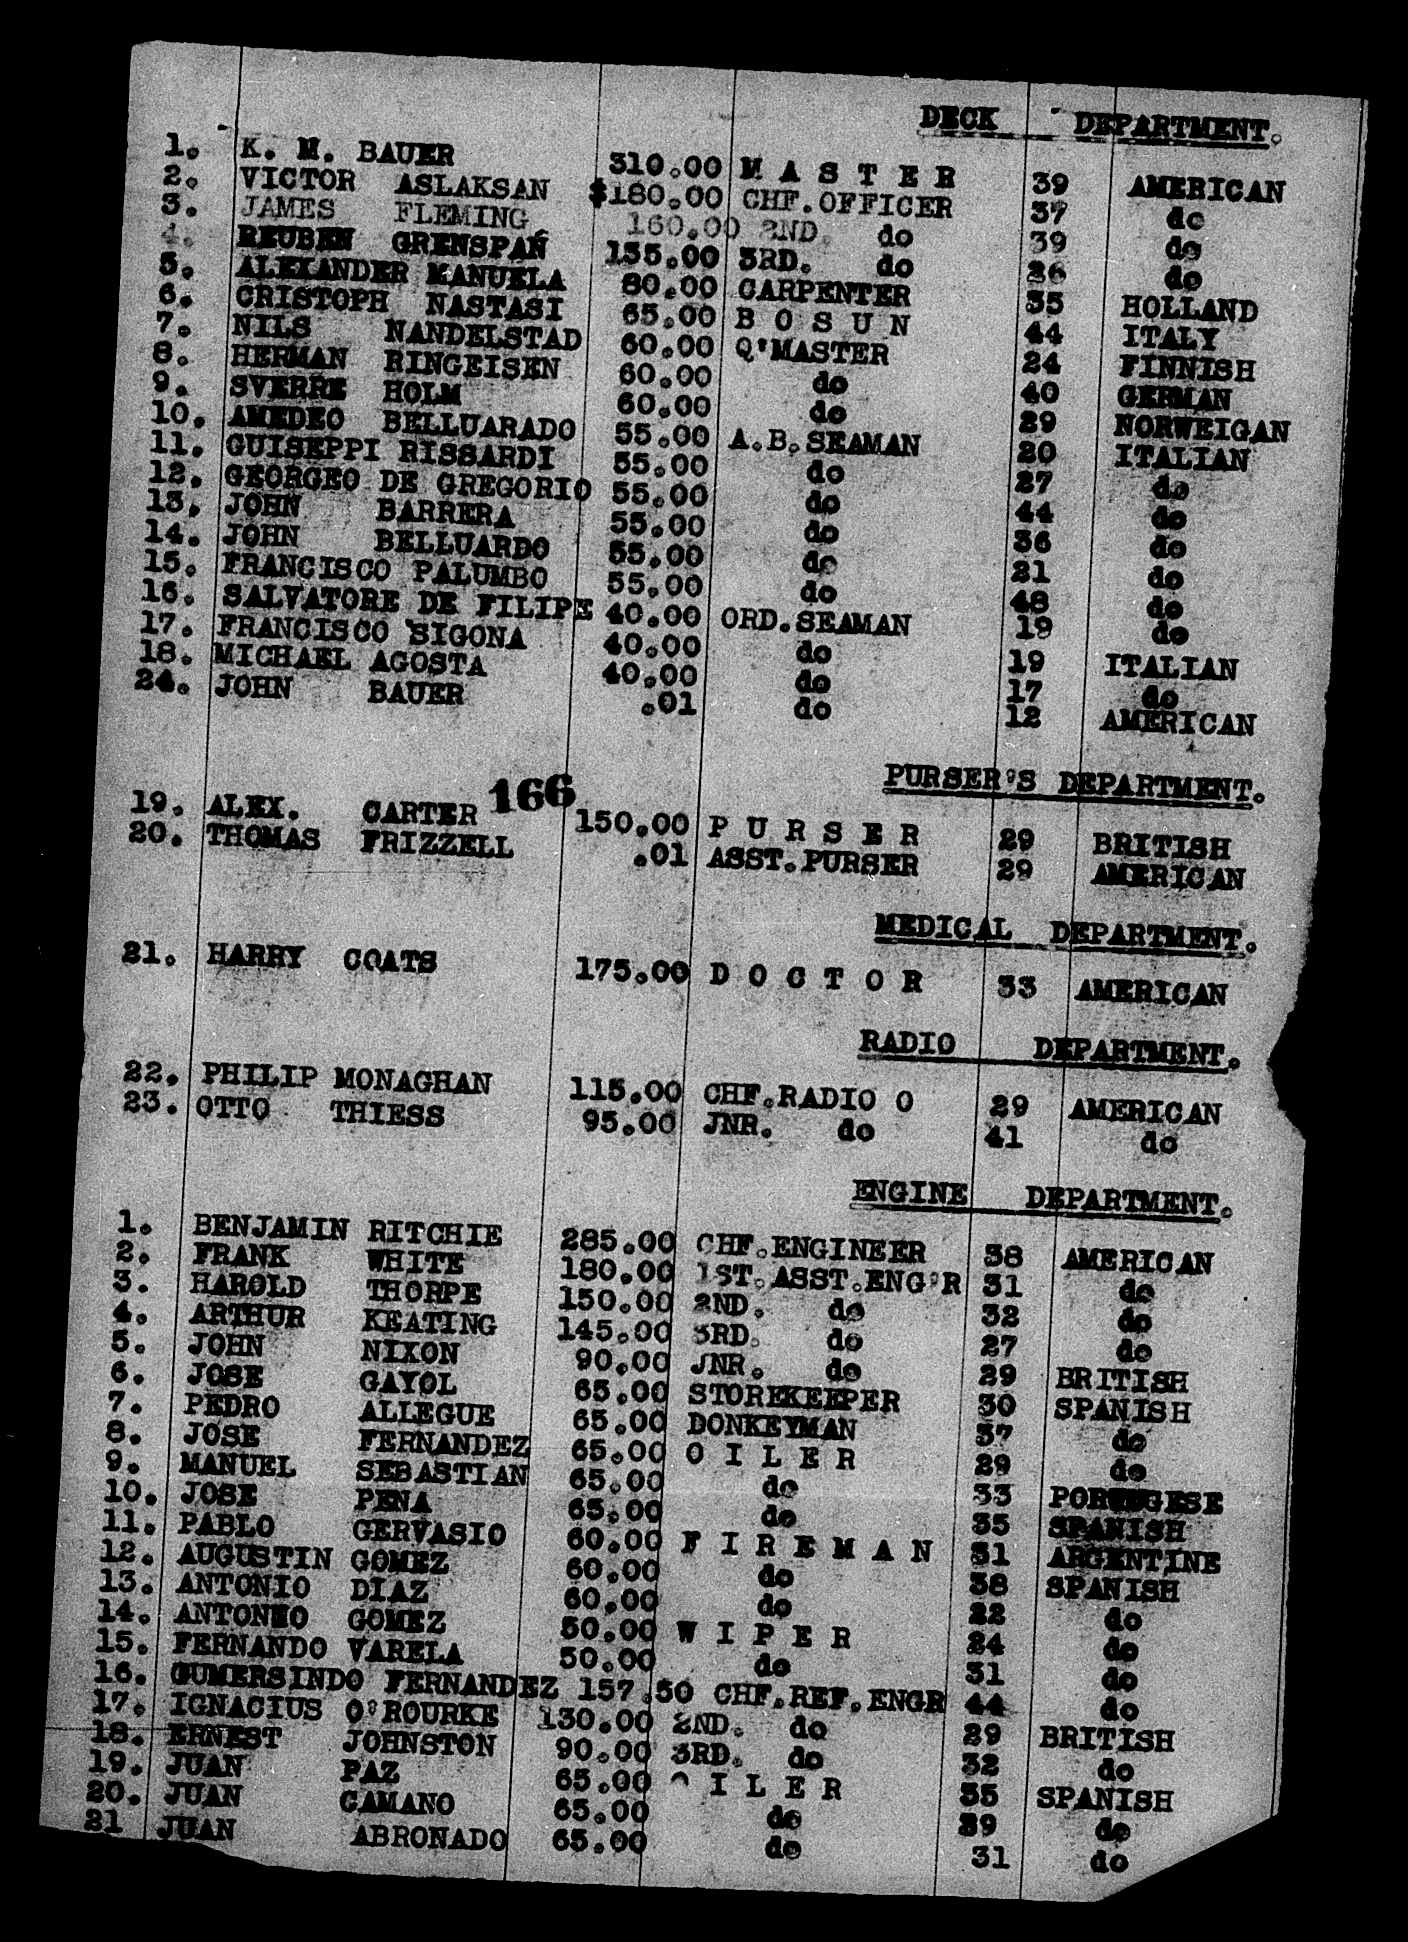 DECK DEPARTMENT.
1. K. M. BAUER 310.00 M A S T E R 39 AMERICAN
2. VICTOR ASLAKSAN $180.00 CHF.OFFICER 37 do
3. JAMES FLEMING 160.00 2ND. do 39 do
4. REUBEN GRENSPAN 135.00 3RD. do 26 do
5. ALEXANDER MANUELA 80.00 CARPENTER 35 HOLLAND
6. CRISTOPH NASTASI 65.00 B O S U N 44 ITALY
7. NILS NANDELSTAD 60.00 Q'MASTER 24 FINNISH
8. HERMAN RINGEISEN 60.00 do 40 GERMAN
9. SVERRE HOLM 60.00 do 29 NORWEIGAN
10. AMEDEO BELLUARADO 55.00 A.B.SEAMAN 20 ITALIAN
11. GUISEPPI RISSARDI 55.00 do 27 do
12. GEORGEO DE GREGORIO 55.00 do 44 do
13. JOHN BARRERA 55.00 do 36 do
14. JOHN BELLUARDO 55.00 do 21 do
15. FRANCISCO PALUMBO 55.00 do 48 do
16. SALVATORE DE FILIPE 40.00 ORD.SEAMAN 19 do
17. FRANCISCO SIGONA 40.00 do 19 ITALIAN
18. MICHAEL AGOSTA 40.00 do 17 do
24. JOHN BAUER .01 do 12 AMERICAN
PURSER'S DEPARTMENT.
166
19. ALEX. CARTER 150.00 P U R S E R 29 BRITISH
20. THOMAS FRIZZELL .01 ASST.PURSER 29 AMERICAN
MEDICAL DEPARTMENT.
21. HARRY COATS 175.00 D O C T O R 33 AMERICAN
RADIO DEPARTMENT.
22. PHILIP MONAGHAN 115.00 CHF.RADIO O 29 AMERICAN
23. OTTO THIESS 95.00 JNR. do 41 do
ENGINE DEPARTMENT.
1. BENJAMIN RITCHIE 285.00 CHF.ENGINEER 38 AMERICAN
2. FRANK WHITE 180.00 1ST.ASST.ENG'R 31 do
3. HAROLD THORPE 150.00 2ND. do 32 do
4. ARTHUR KEATING 145.00 3RD. do 27 do
5. JOHN NIXON 90.00 JNR. do 29 BRITISH
6. JOSE GAYOL 65.00 STOREKEEPER 30 SPANISH
7. PEDRO ALLEGUE 65.00 DONKEYMAN 37 do
8. JOSE FERNANDEZ 65.00 O I L E R 29 do
9. MANUEL SEBASTIAN 65.00 do 33 PORTUGESE
10. JOSE PENA 65.00 do 35 SPANISH
11. PABLO GERVASIO 60.00 F I R E M A N 31 ARGENTINE
12. AUGUSTIN GOMEZ 60.00 do 38 SPANISH
13. ANTONIO DIAZ 60.00 do 22 do
14. ANTONEO GOMEZ 50.00 W I P E R 24 do
15. FERNANDO VARELA 50.00 do 31 do
16. GUMERSINDO FERNANDEZ 157.50 CHF.REF.ENGR 44 do
17. IGNACIUS O'ROURKE 130.00 2ND. do 29 BRITISH
18. ERNEST JOHNSTON 90.00 3RD. do 32 do
19. JUAN PAZ 65.00 O I L E R 35 SPANISH
20. JUAN CAMANO 65.00 do 39 do
21 JUAN ABRONADO 65.00 do 31 do